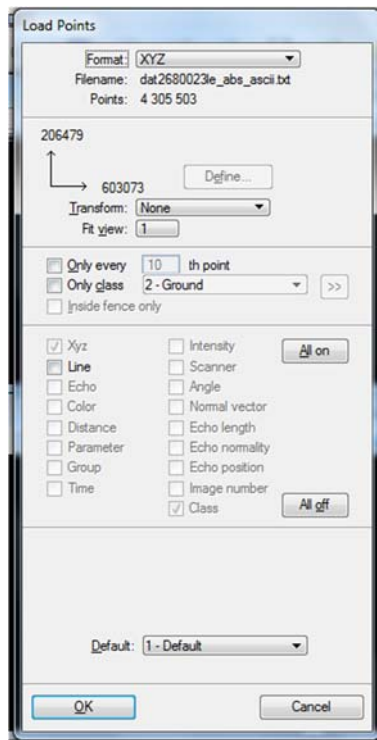 Load Points
Format: XYZ
Filename: dat2680023le_abs_ascii.txt
Points: 4 305 503
206479
603073
Define...
Transform: None
Fit view: 1
Only every 10 th point
Only class 2 - Ground >>
Inside fence only
Xyz Intensity All on
Line Scanner
Echo Angle
Color Normal vector
Distance Echo length
Parameter Echo normality
Group Echo position
Time Image number
Class All off
Default: 1 - Default
OK Cancel